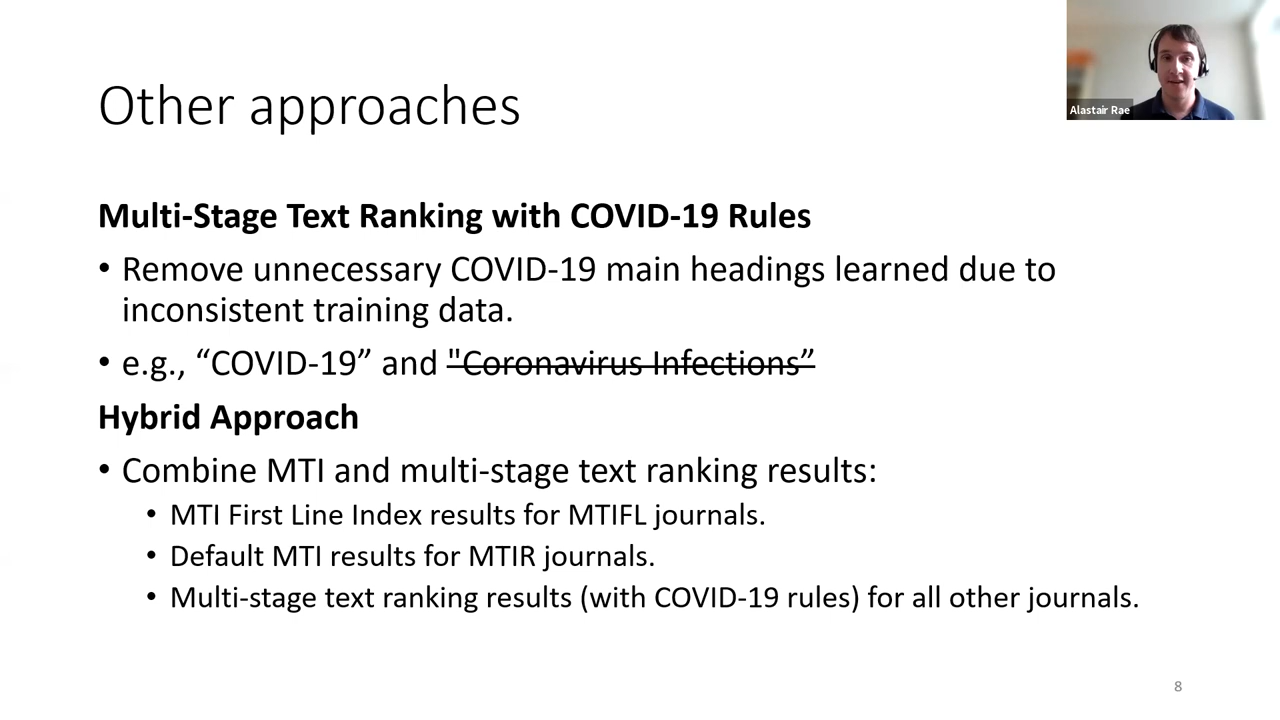 Alastair Rae
Other approaches
Multi-Stage Text Ranking with COVID-19 Rules
• Remove unnecessary COVID-19 main headings learned due to
inconsistent training data.
• e.g., “COVID-19” and "Coronavirus Infections”
Hybrid Approach
• Combine MTI and multi-stage text ranking results:
• MTI First Line Index results for MTIFL journals.
• Default MTI results for MTIR journals.
• Multi-stage text ranking results (with COVID-19 rules) for all other journals.
8